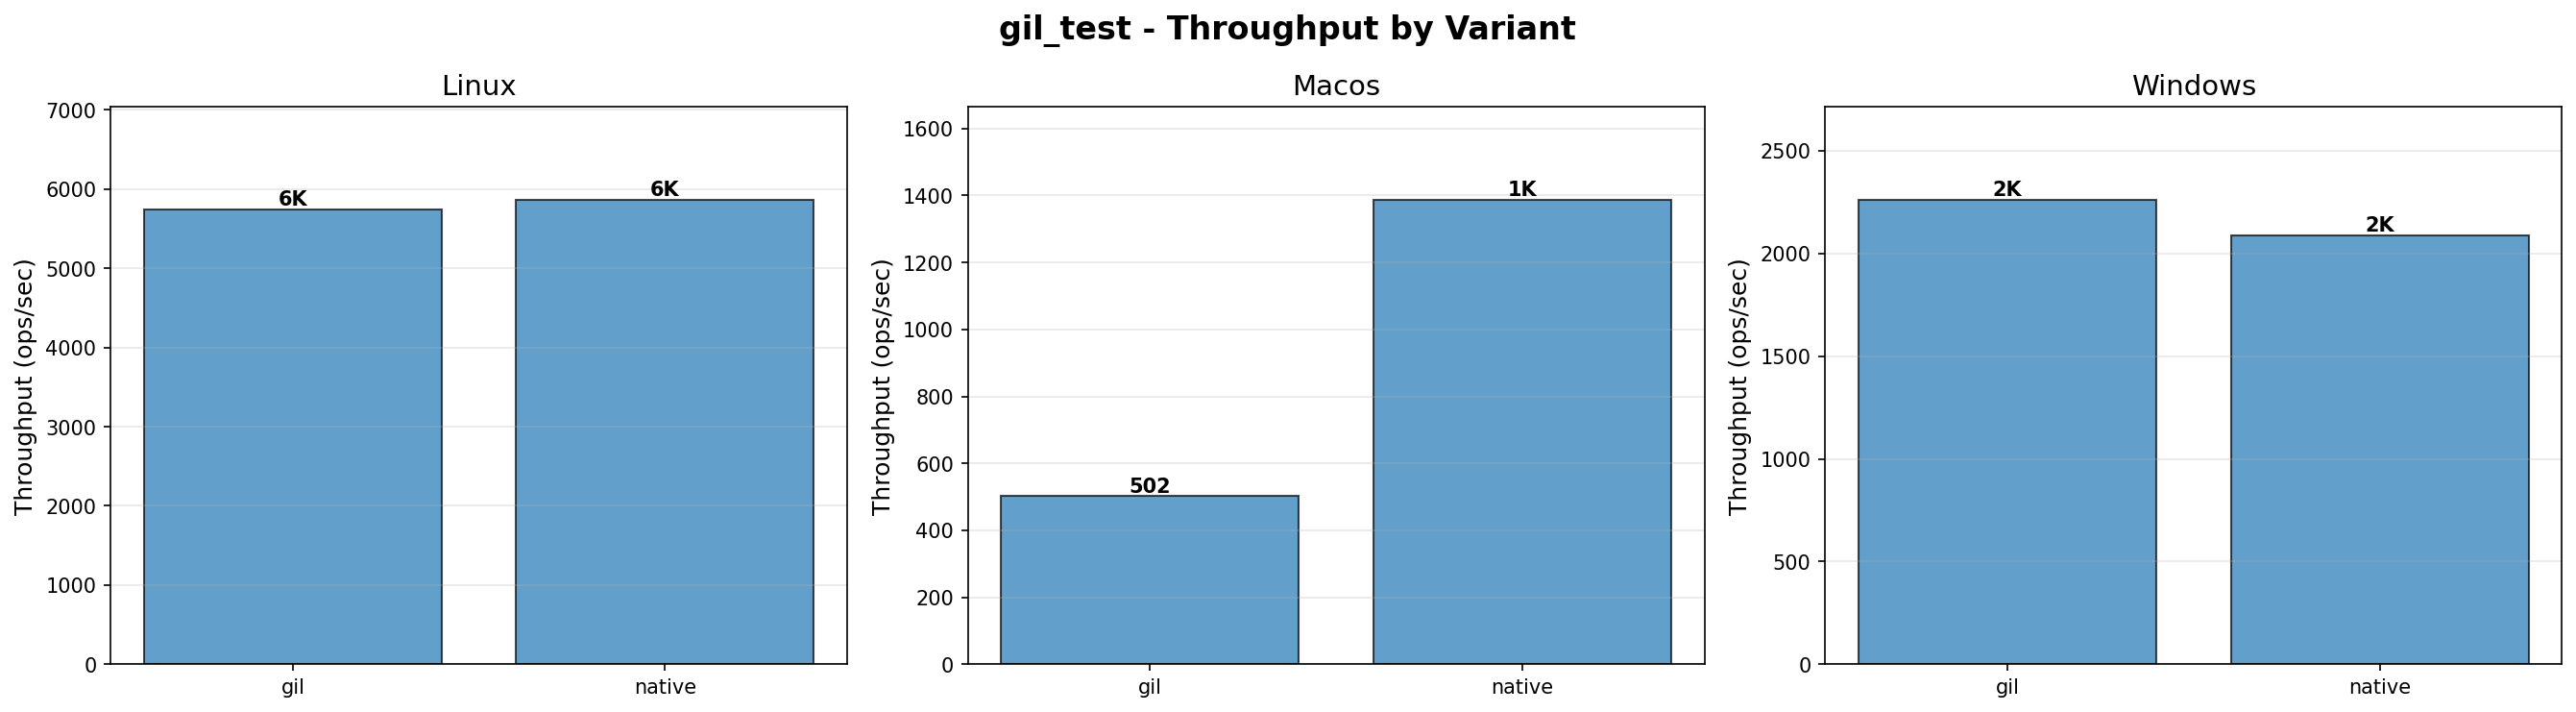 gil_test - Throughput by Variant
Linux
Throughput (ops/sec)
7000
6000
5000
4000
3000
2000
1000
0
6K
6K
gil
native
Macos
Throughput (ops/sec)
1600
1400
1200
1000
800
600
400
200
0
502
1K
gil
native
Windows
Throughput (ops/sec)
2500
2000
1500
1000
500
0
2K
2K
gil
native